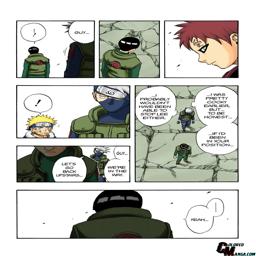 GUY...
I WAS
PRETTY
COCKY
EARLIER,
BUT TO
BE
HONEST...
...IF I'D
BEEN
IN YOUR
POSITION...
...I
PROBABLY
WOULDN'T
HAVE BEEN
ABLE TO
STOP LEE
EITHER.
!
GUY...
WE'RE
IN THE
WAY.
LET'S
GO
BACK
UPSTAIRS...
!
YEAH...
COLORED
MANGA.COM